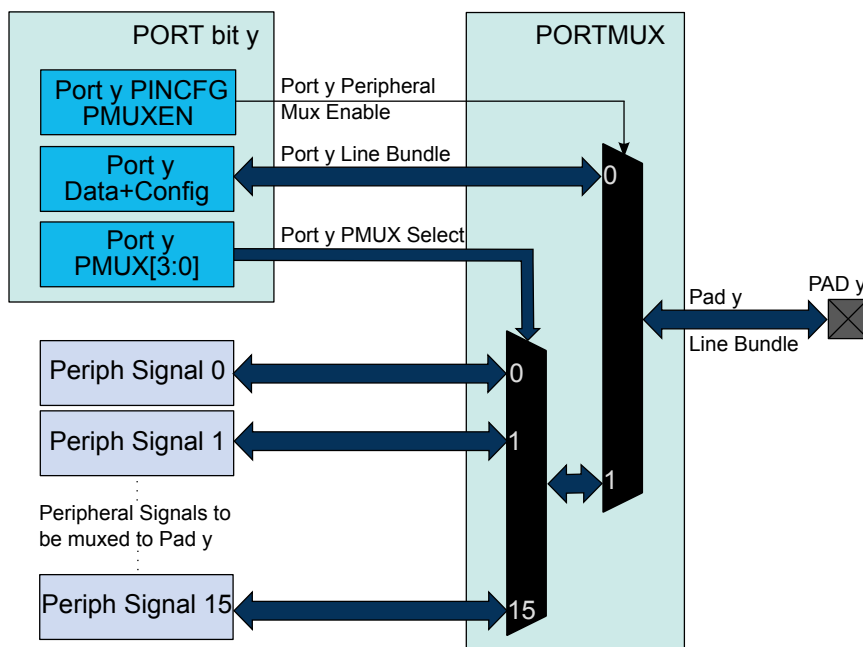 PORT bit y
PORTMUX
Port y PINCFG
PMUXEN
Port y Peripheral
Mux Enable
Port y
Data+Config
Port y Line Bundle
0
Port y
PMUX[3:0]
Port y PMUX Select
Pad y
Line Bundle
PAD y
Periph Signal 0
0
Periph Signal 1
1
1
Peripheral Signals to
be muxed to Pad y
Periph Signal 15
15